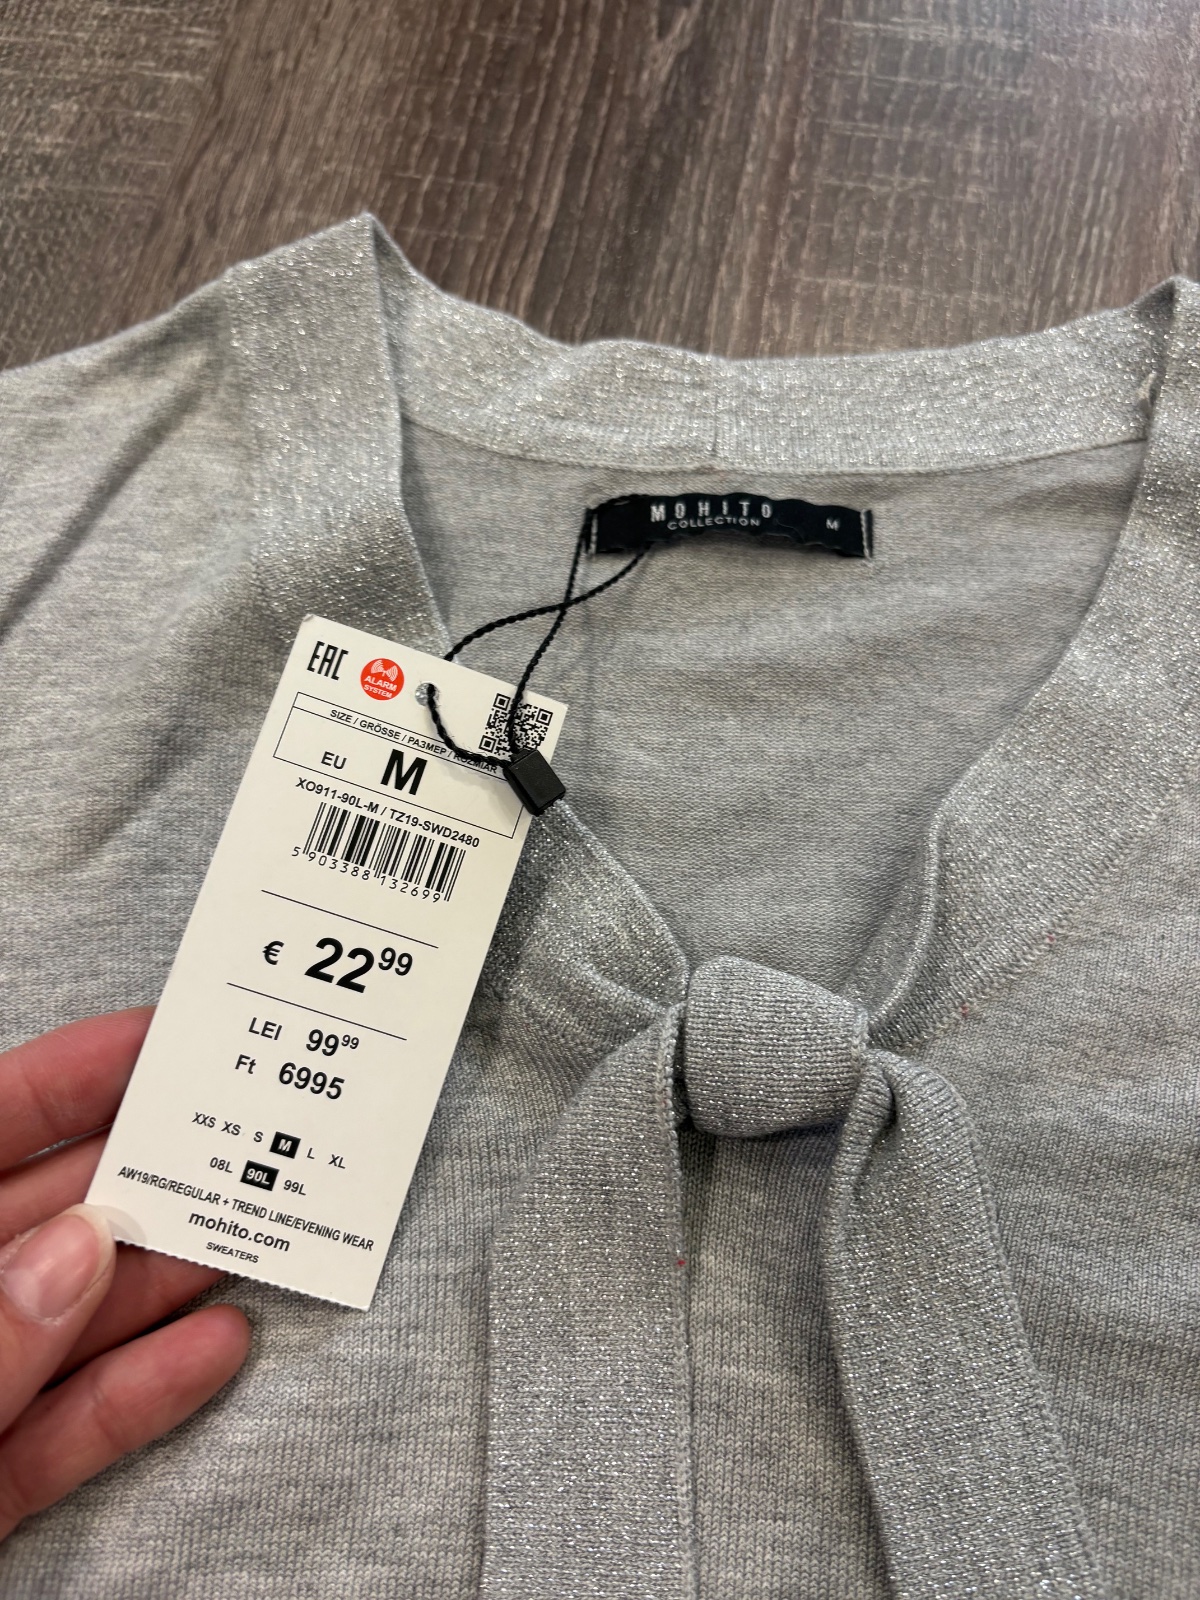 MOHITO
COLLECTION
M
EAC
ALARM
SYSTEM
SIZE / GRÖSSE / РАЗМЕР / ROZMIAR
EU M
XO911-90L-M / TZ19-SWD2480
5 903388 132699
€ 22 99
LEI 99 99
Ft 6995
XXS XS S M L XL
08L 90L 99L
AW19/RG/REGULAR + TREND LINE/EVENING WEAR
mohito.com
SWEATERS